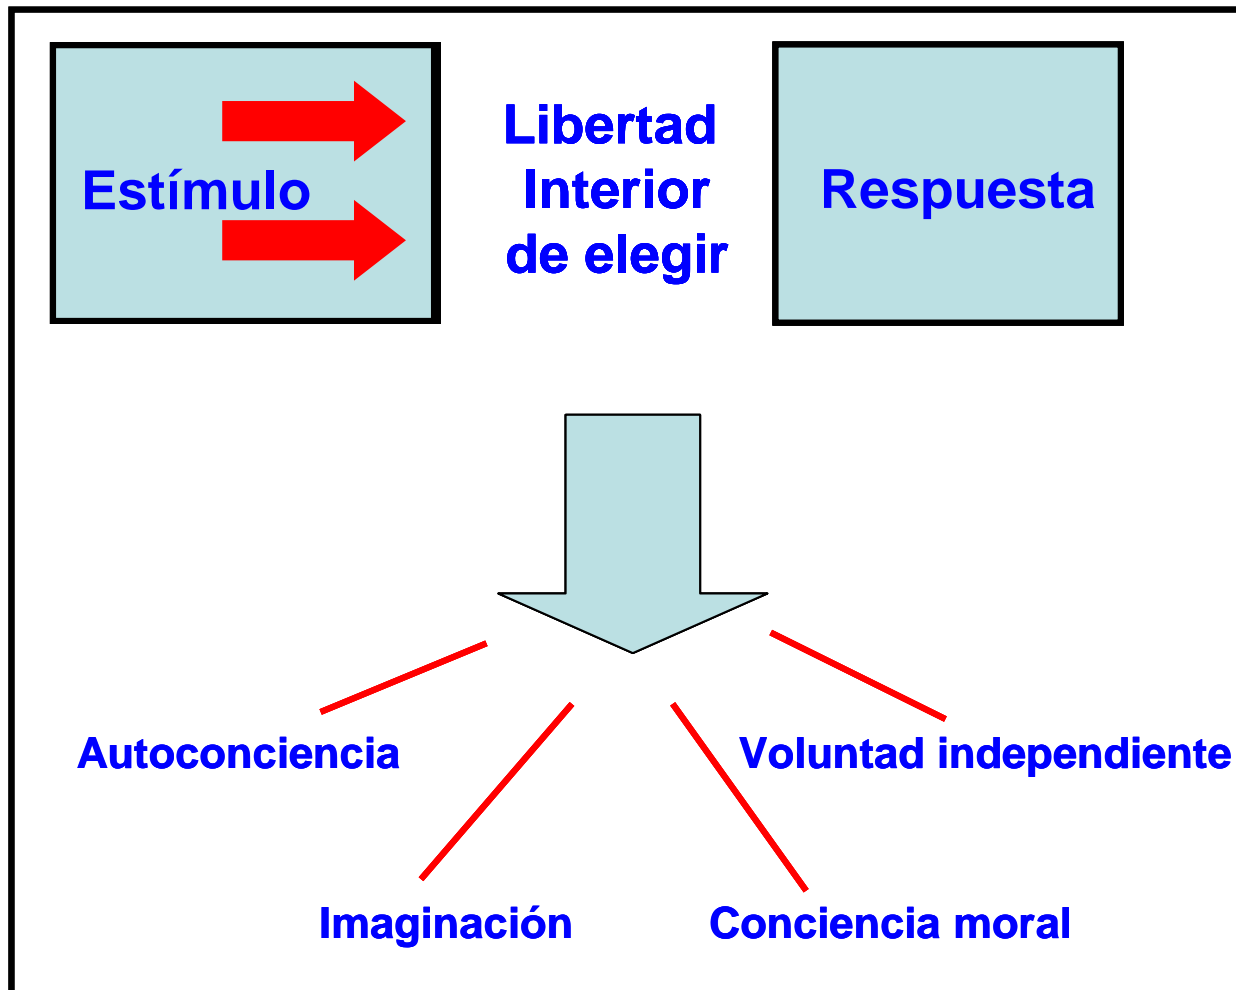 Estímulo
Libertad
Interior
de elegir
Respuesta
Autoconciencia
Voluntad independiente
Imaginación
Conciencia moral